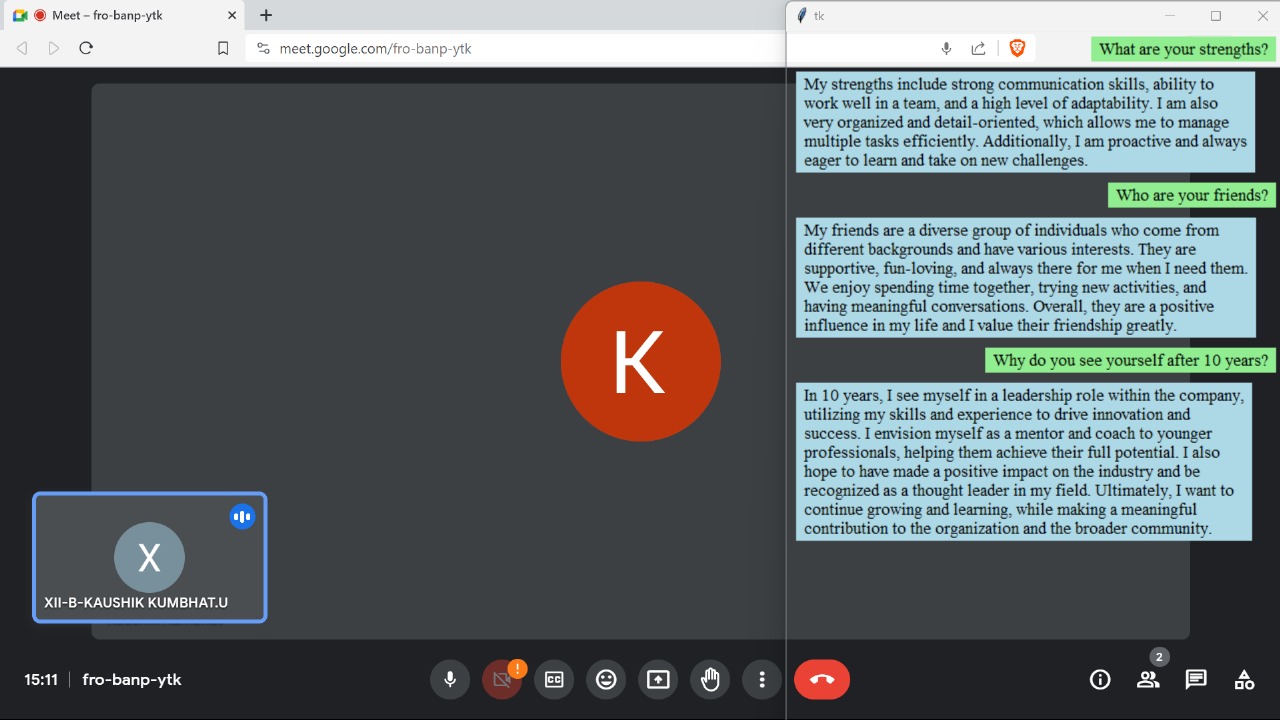 Meet – fro-banp-ytk
tk
meet.google.com/fro-banp-ytk
What are your strengths?
My strengths include strong communication skills, ability to
work well in a team, and a high level of adaptability. I am also
very organized and detail-oriented, which allows me to manage
multiple tasks efficiently. Additionally, I am proactive and always
eager to learn and take on new challenges.
Who are your friends?
My friends are a diverse group of individuals who come from
different backgrounds and have various interests. They are
supportive, fun-loving, and always there for me when I need them.
We enjoy spending time together, trying new activities, and
having meaningful conversations. Overall, they are a positive
influence in my life and I value their friendship greatly.
Why do you see yourself after 10 years?
In 10 years, I see myself in a leadership role within the company,
utilizing my skills and experience to drive innovation and
success. I envision myself as a mentor and coach to younger
professionals, helping them achieve their full potential. I also
hope to have made a positive impact on the industry and be
recognized as a thought leader in my field. Ultimately, I want to
continue growing and learning, while making a meaningful
contribution to the organization and the broader community.
K
X
XII-B-KAUSHIK KUMBHAT.U
15:11
fro-banp-ytk
CC
2